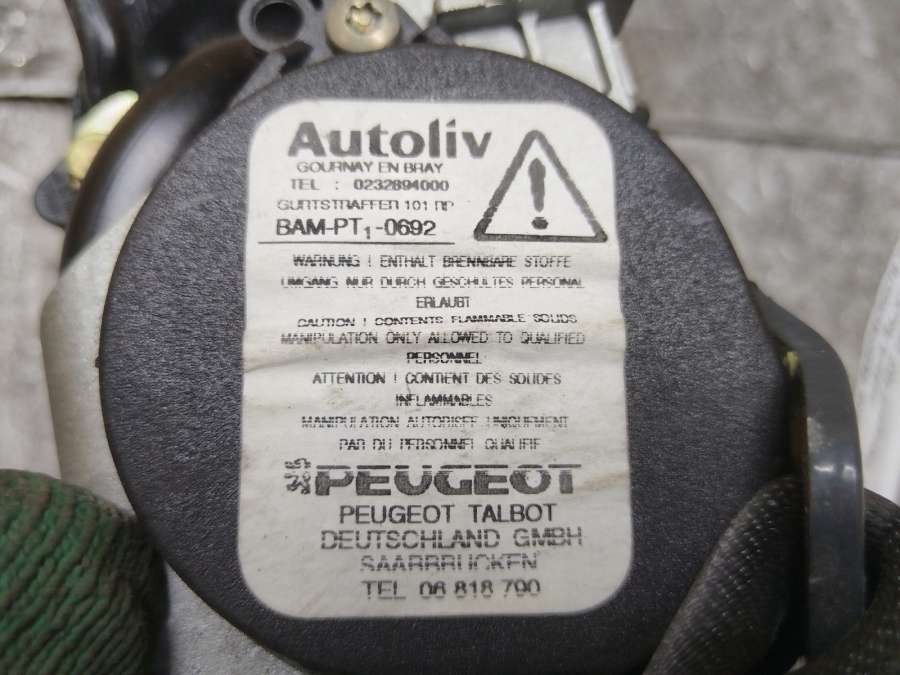 Autoliv
GOURNAY EN BRAY
TEL : 0232894000
GURTSTRAFFER 101 RP
BAM-PT1-0692
WARNUNG ! ENTHALT BRENNBARE STOFFE
UMGANG NUR DURCH GESCHULTES PERSONAL
ERLAUBT
CAUTION ! CONTENTS FLAMMABLE SOLIDS
MANIPULATION ONLY ALLOWED TO QUALIFIED
PERSONNEL
ATTENTION ! CONTIENT DES SOLIDES
INFLAMMABLES
MANIPULATION AUTORISEE UNIQUEMENT
PAR DU PERSONNEL QUALIFIE
PEUGEOT
PEUGEOT TALBOT
DEUTSCHLAND GMBH
SAARBRUCKEN
TEL 06 818 790